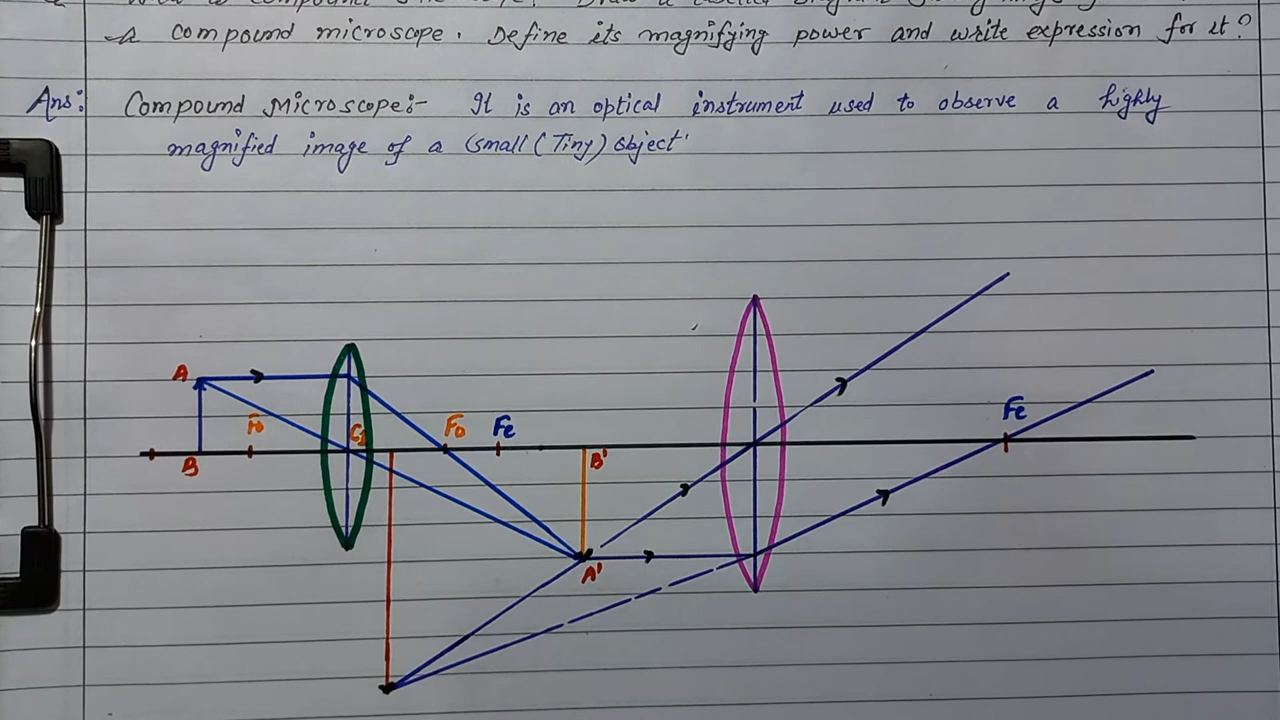 a compound microscope. Define its magnifying power and write expression for it?
Ans: Compound Microscope:- It is an optical instrument used to observe a highly
magnified image of a small (Tiny) object.
A
Fo
C1
Fo
Fe
Fe
B
B'
A'